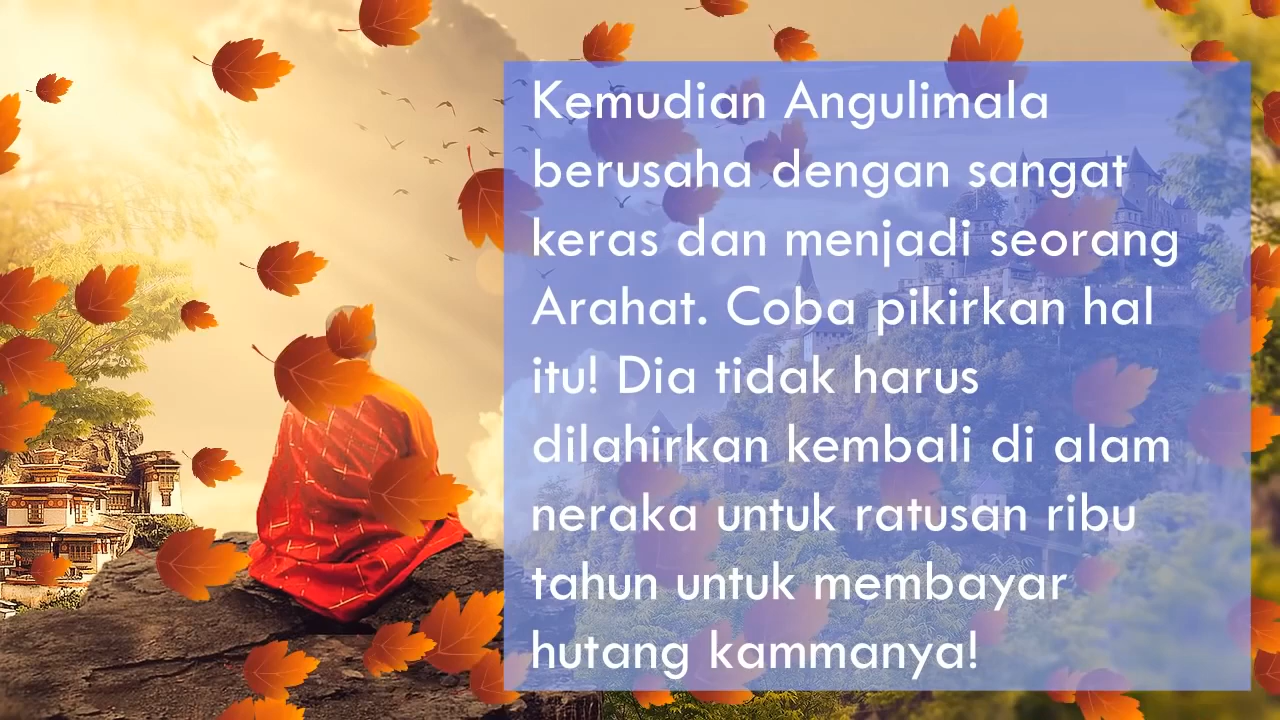 Kemudian Angulimala
berusaha dengan sangat
keras dan menjadi seorang
Arahat. Coba pikirkan hal
itu! Dia tidak harus
dilahirkan kembali di alam
neraka untuk ratusan ribu
tahun untuk membayar
hutang kammanya!